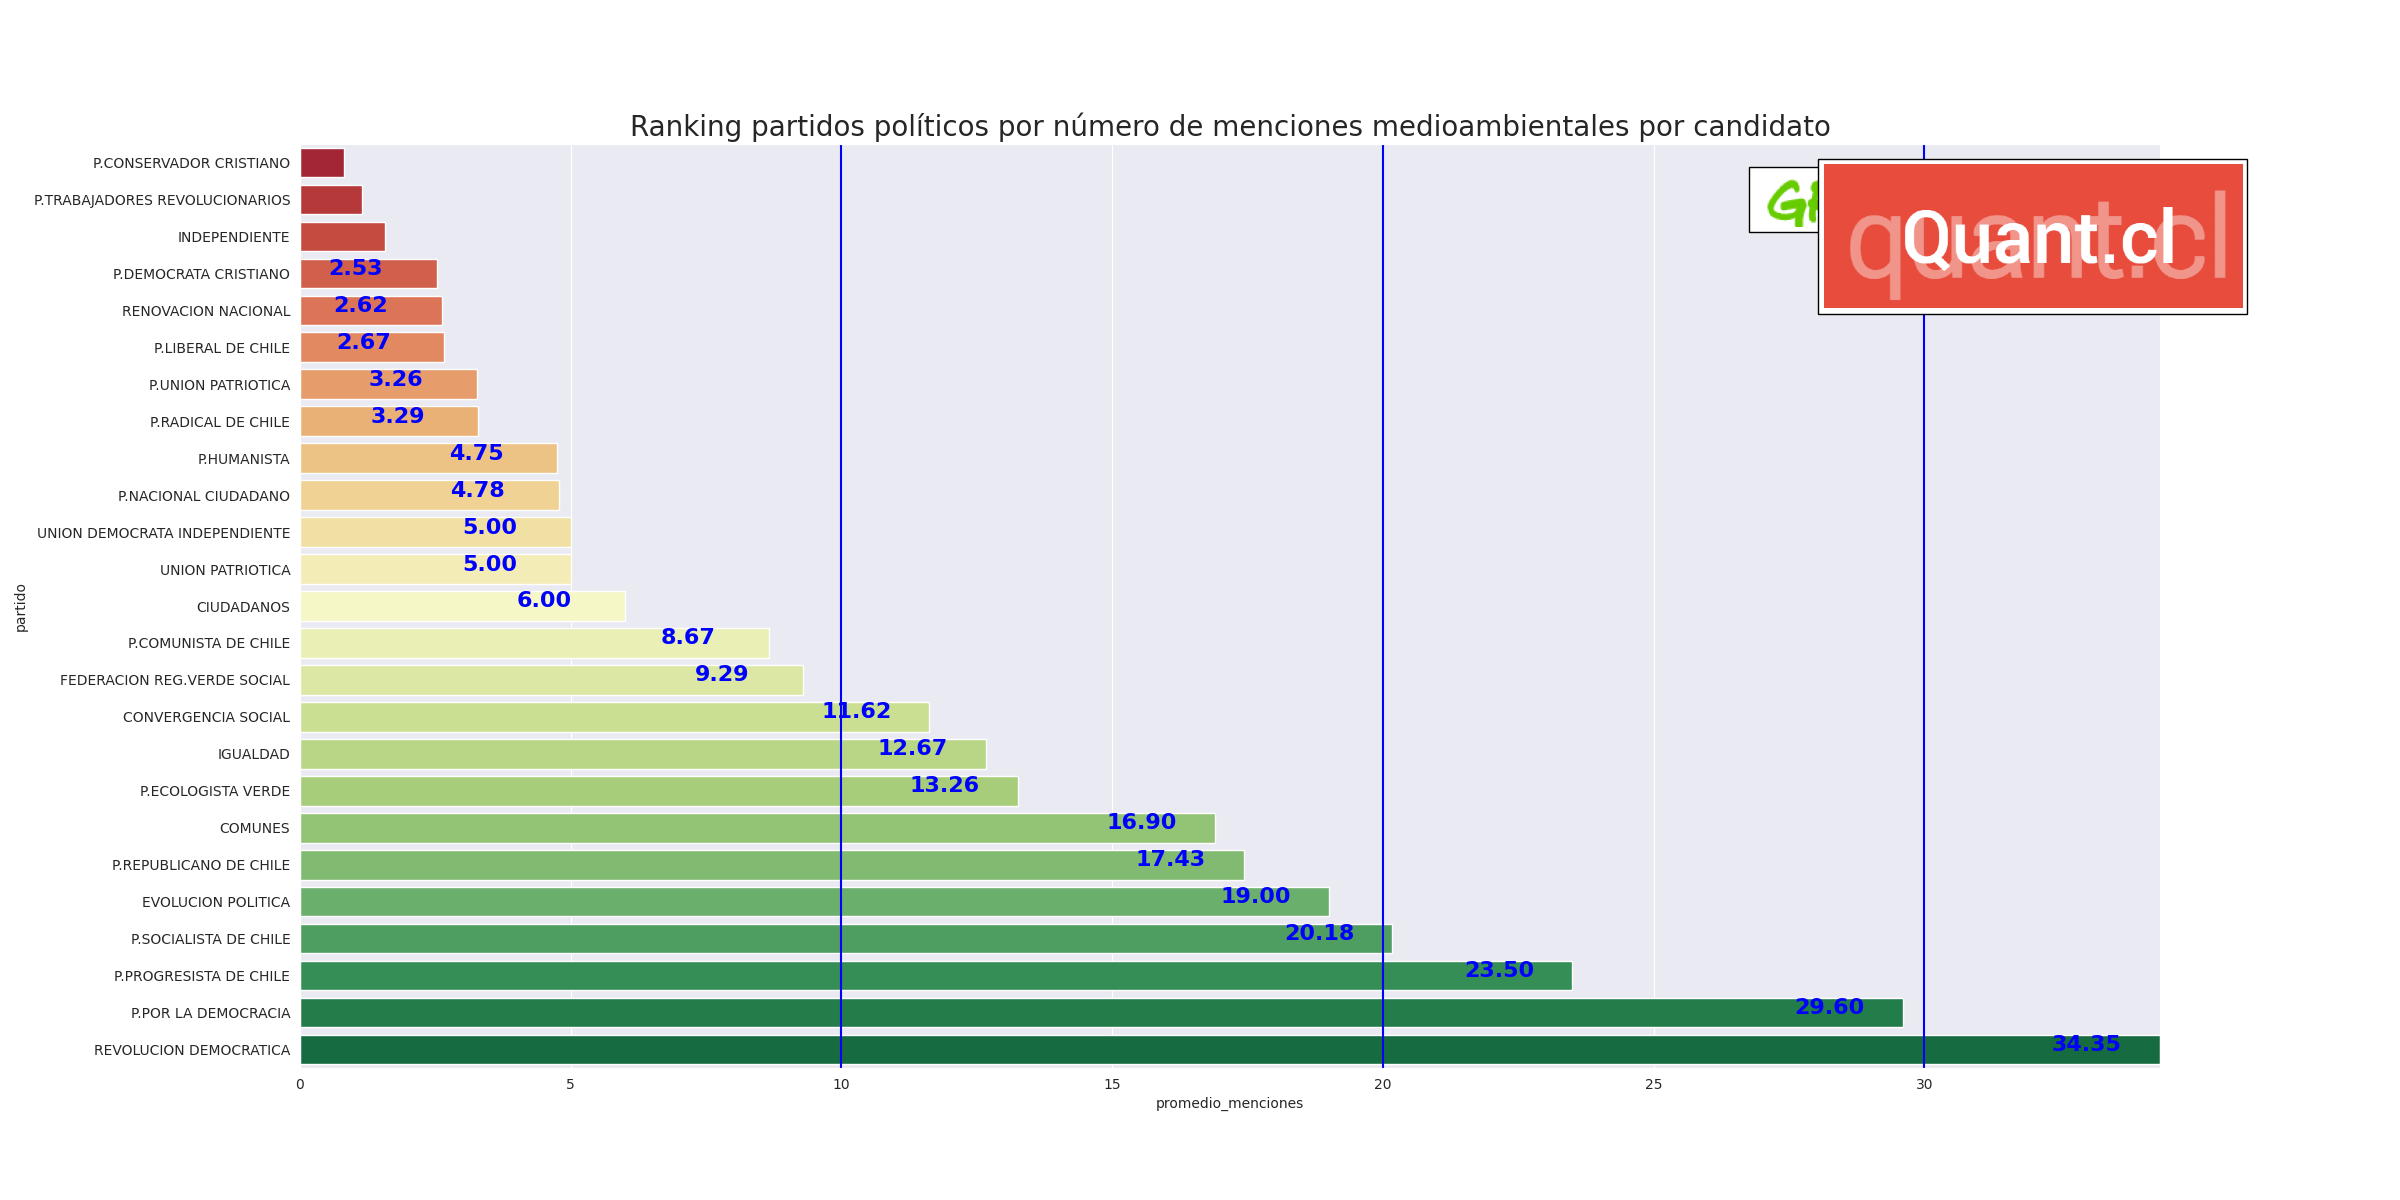 Ranking partidos políticos por número de menciones medioambientales por candidato
Quant.cl
quant.cl
P.CONSERVADOR CRISTIANO
P.TRABAJADORES REVOLUCIONARIOS
INDEPENDIENTE
P.DEMOCRATA CRISTIANO 2.53
RENOVACION NACIONAL 2.62
P.LIBERAL DE CHILE 2.67
P.UNION PATRIOTICA 3.26
P.RADICAL DE CHILE 3.29
P.HUMANISTA 4.75
P.NACIONAL CIUDADANO 4.78
UNION DEMOCRATA INDEPENDIENTE 5.00
UNION PATRIOTICA 5.00
CIUDADANOS 6.00
P.COMUNISTA DE CHILE 8.67
FEDERACION REG.VERDE SOCIAL 9.29
CONVERGENCIA SOCIAL 11.62
IGUALDAD 12.67
P.ECOLOGISTA VERDE 13.26
COMUNES 16.90
P.REPUBLICANO DE CHILE 17.43
EVOLUCION POLITICA 19.00
P.SOCIALISTA DE CHILE 20.18
P.PROGRESISTA DE CHILE 23.50
P.POR LA DEMOCRACIA 29.60
REVOLUCION DEMOCRATICA 34.35
partido
0 5 10 15 20 25 30
promedio_menciones